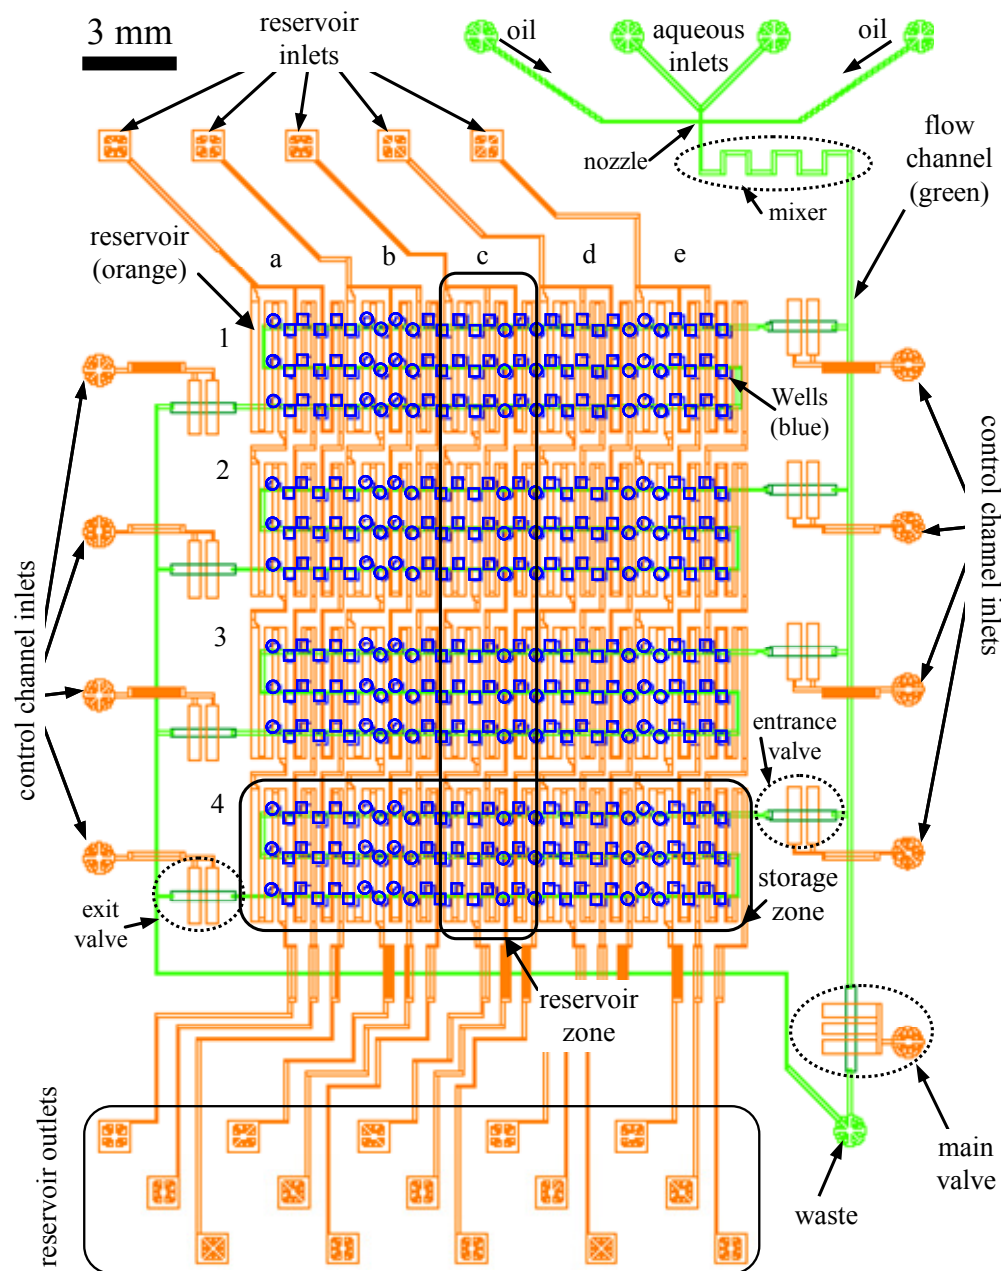 3 mm
reservoir
inlets
oil
aqueous
inlets
oil
nozzle
mixer
flow
channel
(green)
reservoir
(orange)
a
b
c
d
e
1
2
3
4
Wells
(blue)
control channel inlets
control channel inlets
entrance
valve
exit
valve
storage
zone
reservoir
zone
main
valve
waste
reservoir outlets